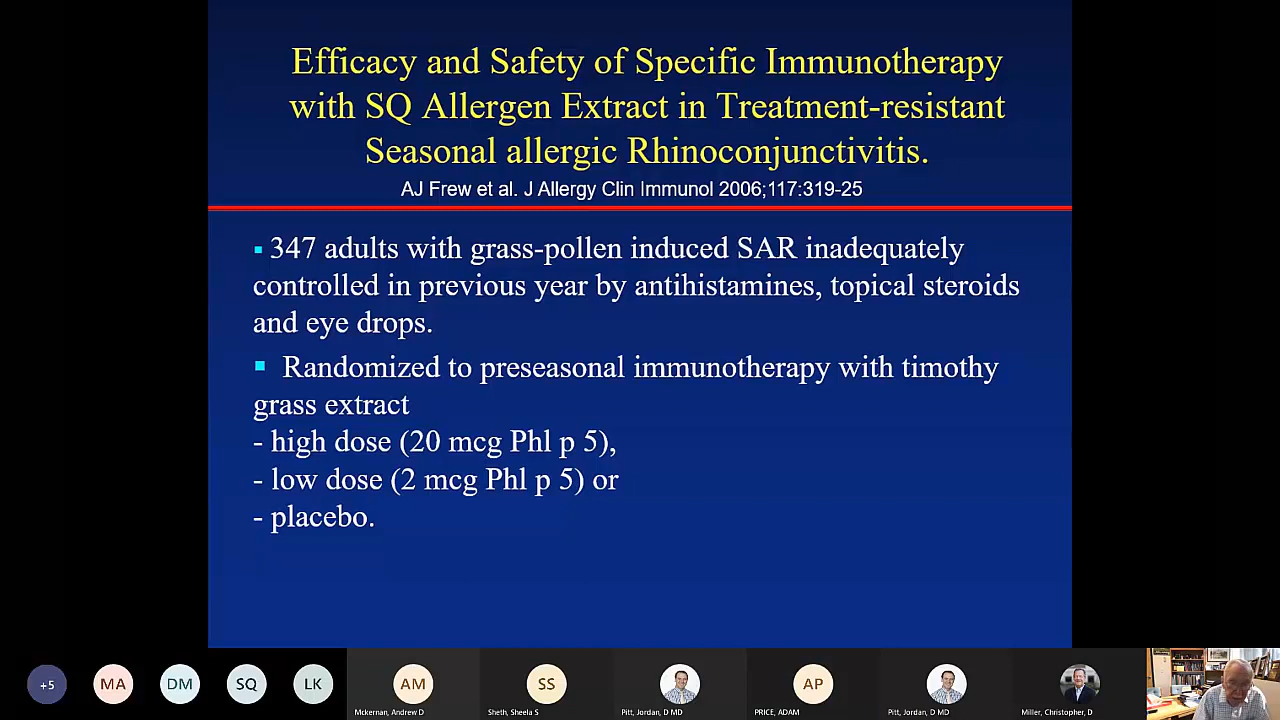 Efficacy and Safety of Specific Immunotherapy
with SQ Allergen Extract in Treatment-resistant
Seasonal allergic Rhinoconjunctivitis.
AJ Frew et al. J Allergy Clin Immunol 2006;117:319-25
▪ 347 adults with grass-pollen induced SAR inadequately
controlled in previous year by antihistamines, topical steroids
and eye drops.
▪ Randomized to preseasonal immunotherapy with timothy
grass extract
- high dose (20 mcg Phl p 5),
- low dose (2 mcg Phl p 5) or
- placebo.
+5 MA DM SQ LK AM SS AP
Mckernan, Andrew D Sheth, Sheela S Pitt, Jordan, D MD PRICE, ADAM Pitt, Jordan, D MD Miller, Christopher, D